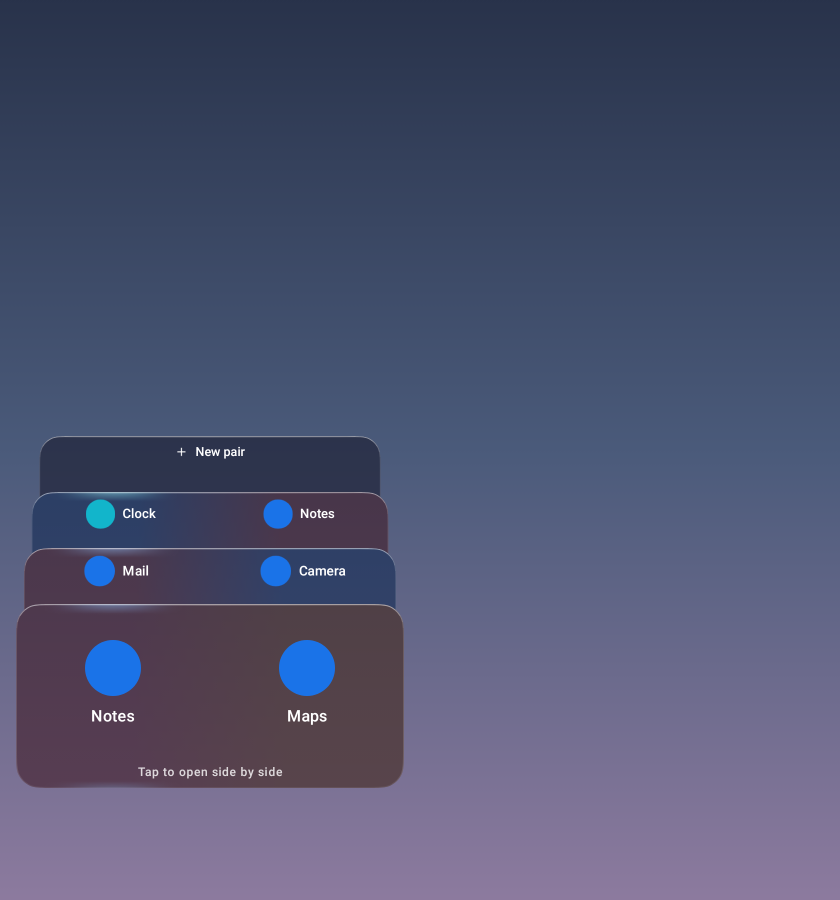 + New pair
Clock Notes
Mail Camera
Notes Maps
Tap to open side by side